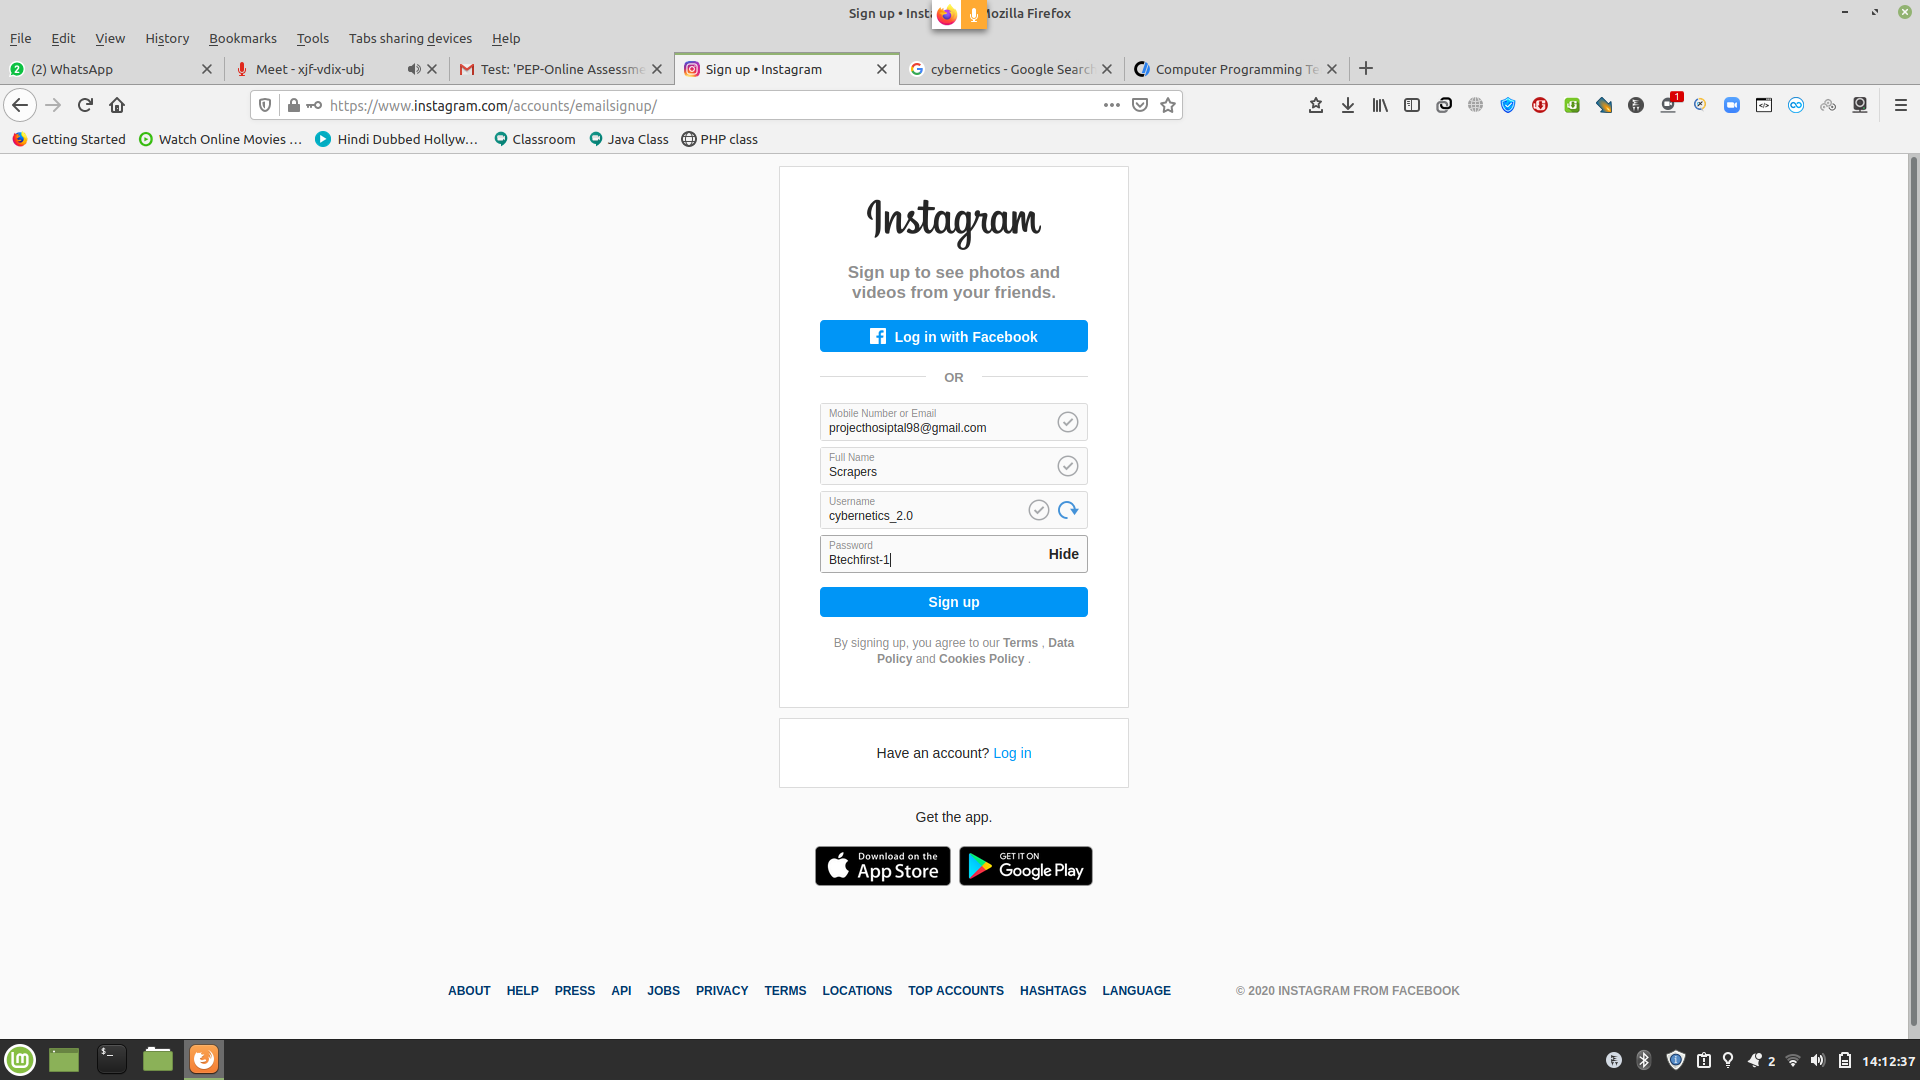 Sign up • Insta
Mozilla Firefox
File Edit View History Bookmarks Tools Tabs sharing devices Help
2 (2) WhatsApp
Meet - xjf-vdix-ubj
Test: 'PEP-Online Assessme
Sign up • Instagram
cybernetics - Google Search
Computer Programming Te
https://www.instagram.com/accounts/emailsignup/
1
Getting Started
Watch Online Movies ...
Hindi Dubbed Hollyw...
Classroom
Java Class
PHP class
Instagram
Sign up to see photos and
videos from your friends.
Log in with Facebook
OR
Mobile Number or Email
projecthosiptal98@gmail.com
Full Name
Scrapers
Username
cybernetics_2.0
Password
Btechfirst-1
Hide
Sign up
By signing up, you agree to our Terms , Data
Policy and Cookies Policy .
Have an account? Log in
Get the app.
Download on the
App Store
GET IT ON
Google Play
ABOUT HELP PRESS API JOBS PRIVACY TERMS LOCATIONS TOP ACCOUNTS HASHTAGS LANGUAGE © 2020 INSTAGRAM FROM FACEBOOK
2 14:12:37